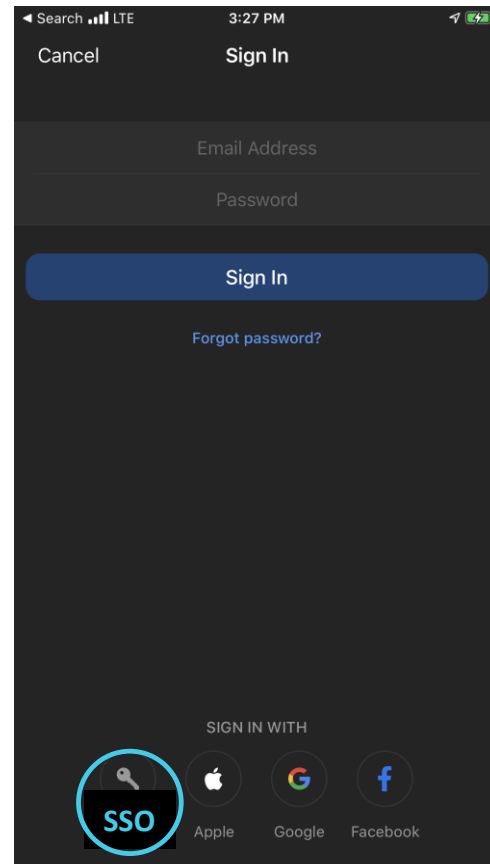 Search LTE 3:27 PM
Cancel Sign In
Email Address
Password
Sign In
Forgot password?
SIGN IN WITH
SSO Apple Google Facebook